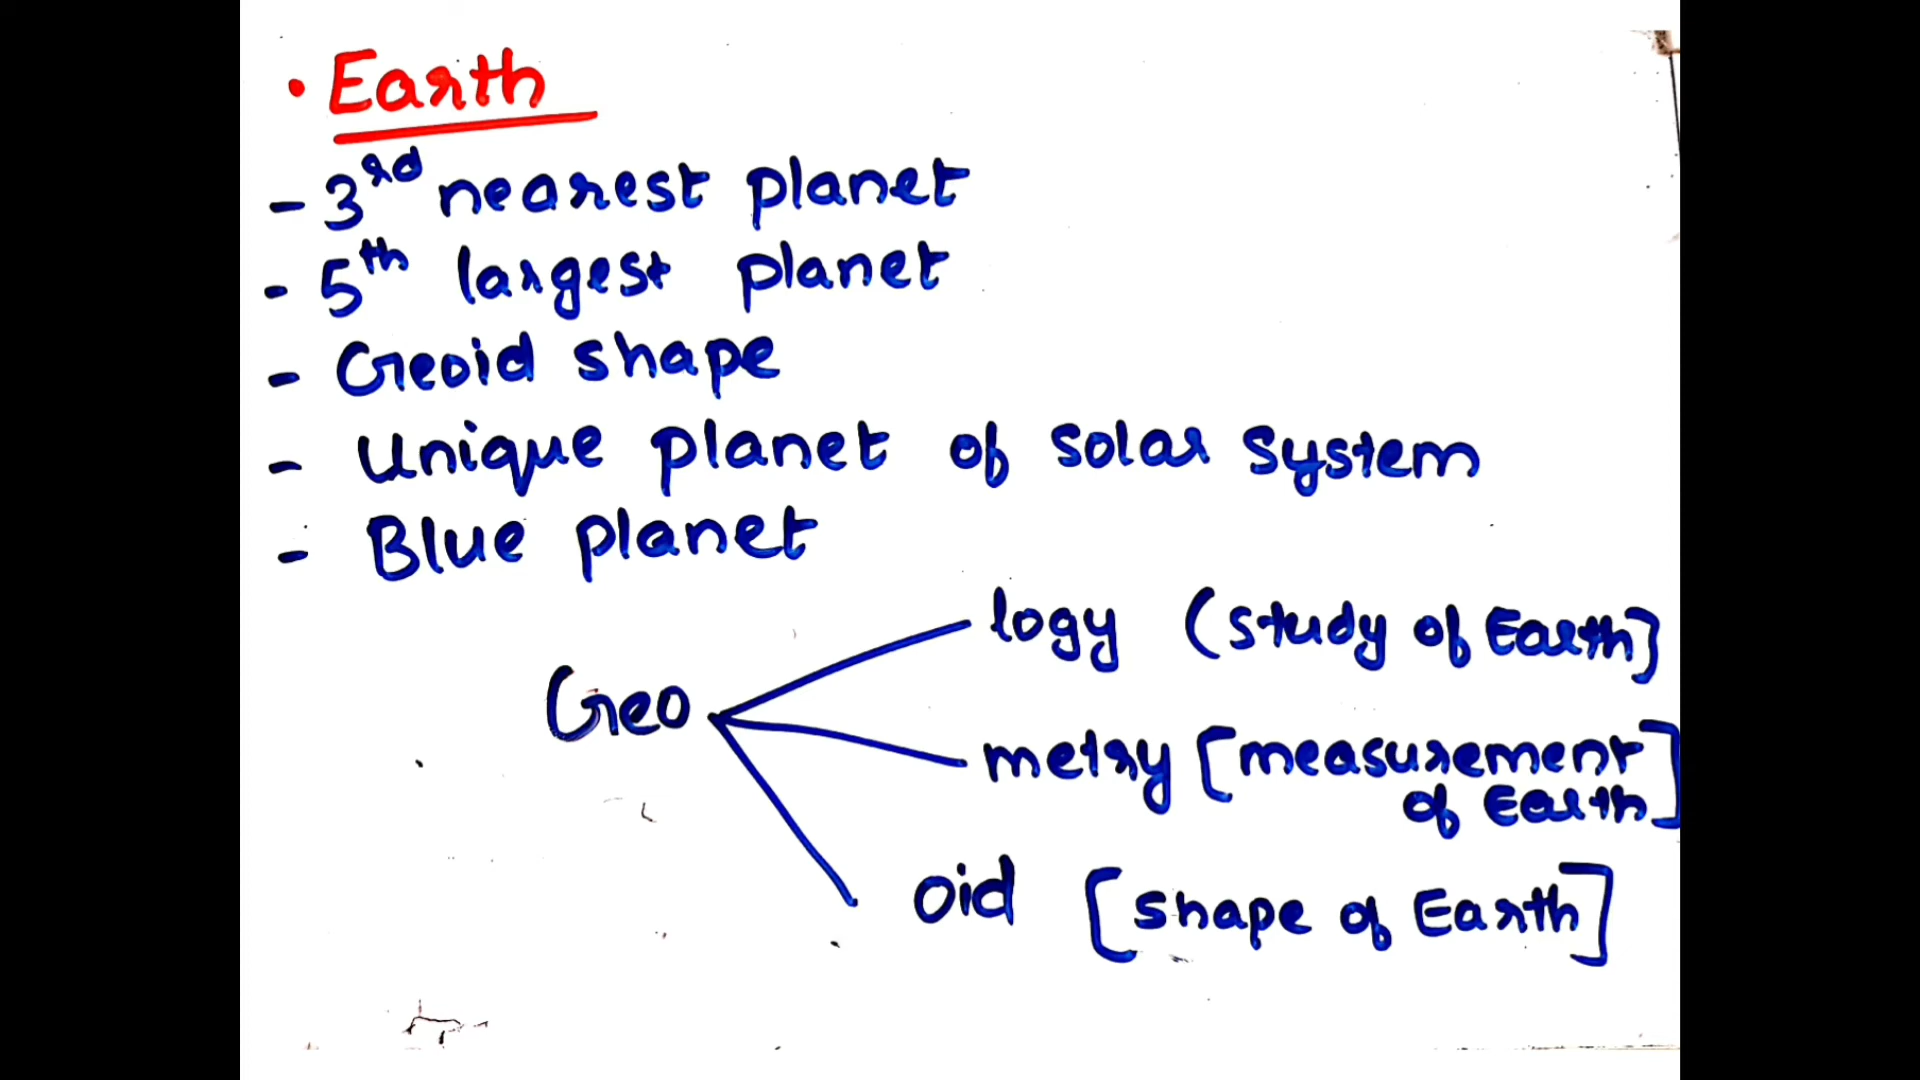 • Earth
- 3rd nearest planet
- 5th largest planet
- Geoid shape
- Unique planet of solar system
- Blue planet
Geo
logy (study of Earth]
metry [measurement of Earth]
oid [shape of Earth]